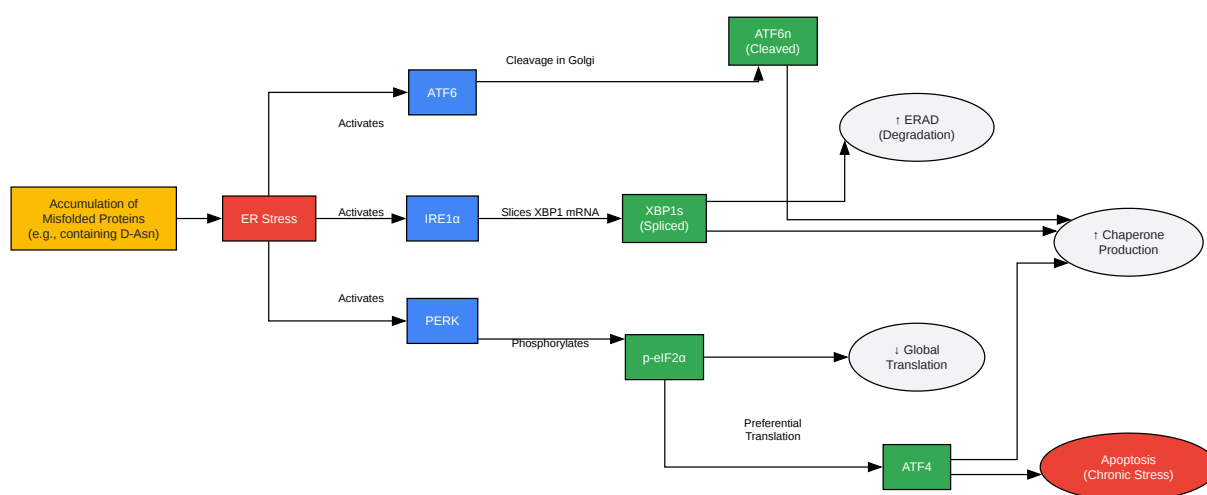 ATF6n
(Cleaved)
Cleavage in Golgi
ATF6
↑ ERAD
(Degradation)
Activates
Accumulation of
Misfolded Proteins
(e.g., containing D-Asn)
ER Stress
Activates
IRE1α
Slices XBP1 mRNA
XBP1s
(Spliced)
↑ Chaperone
Production
Activates
PERK
Phosphorylates
p-eIF2α
↓ Global
Translation
Preferential
Translation
ATF4
Apoptosis
(Chronic Stress)